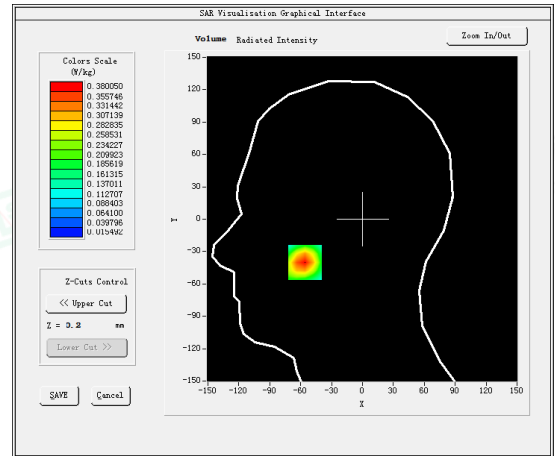 SAR Visualisation Graphical Interface
Volume Radiated Intensity
Zoom In/Out
Colors Scale
(W/kg)
0.380050
0.355746
0.331442
0.307139
0.282835
0.258531
0.234227
0.209923
0.185619
0.161315
0.137011
0.112707
0.088403
0.064100
0.039796
0.015492
Z-Cuts Control
<< Upper Cut
Z = 0.2 mm
Lower Cut >>
SAVE Cancel
150
120
90
60
30
Y 0
-30
-60
-90
-120
-150
-150 -120 -90 -60 -30 0 30 60 90 120 150
X